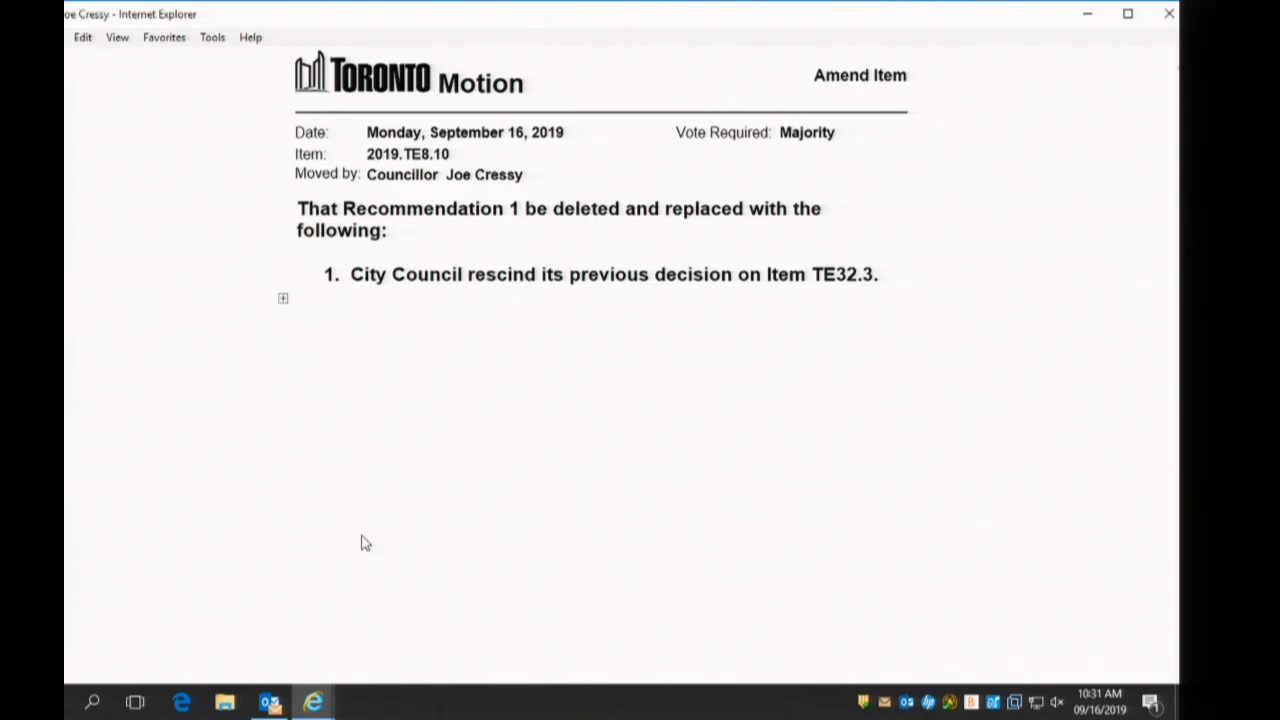 oe Cressy - Internet Explorer
Edit View Favorites Tools Help
TORONTO Motion
Amend Item
Date: Monday, September 16, 2019 Vote Required: Majority
Item: 2019.TE8.10
Moved by: Councillor Joe Cressy
That Recommendation 1 be deleted and replaced with the
following:
1. City Council rescind its previous decision on Item TE32.3.
10:31 AM
09/16/2019